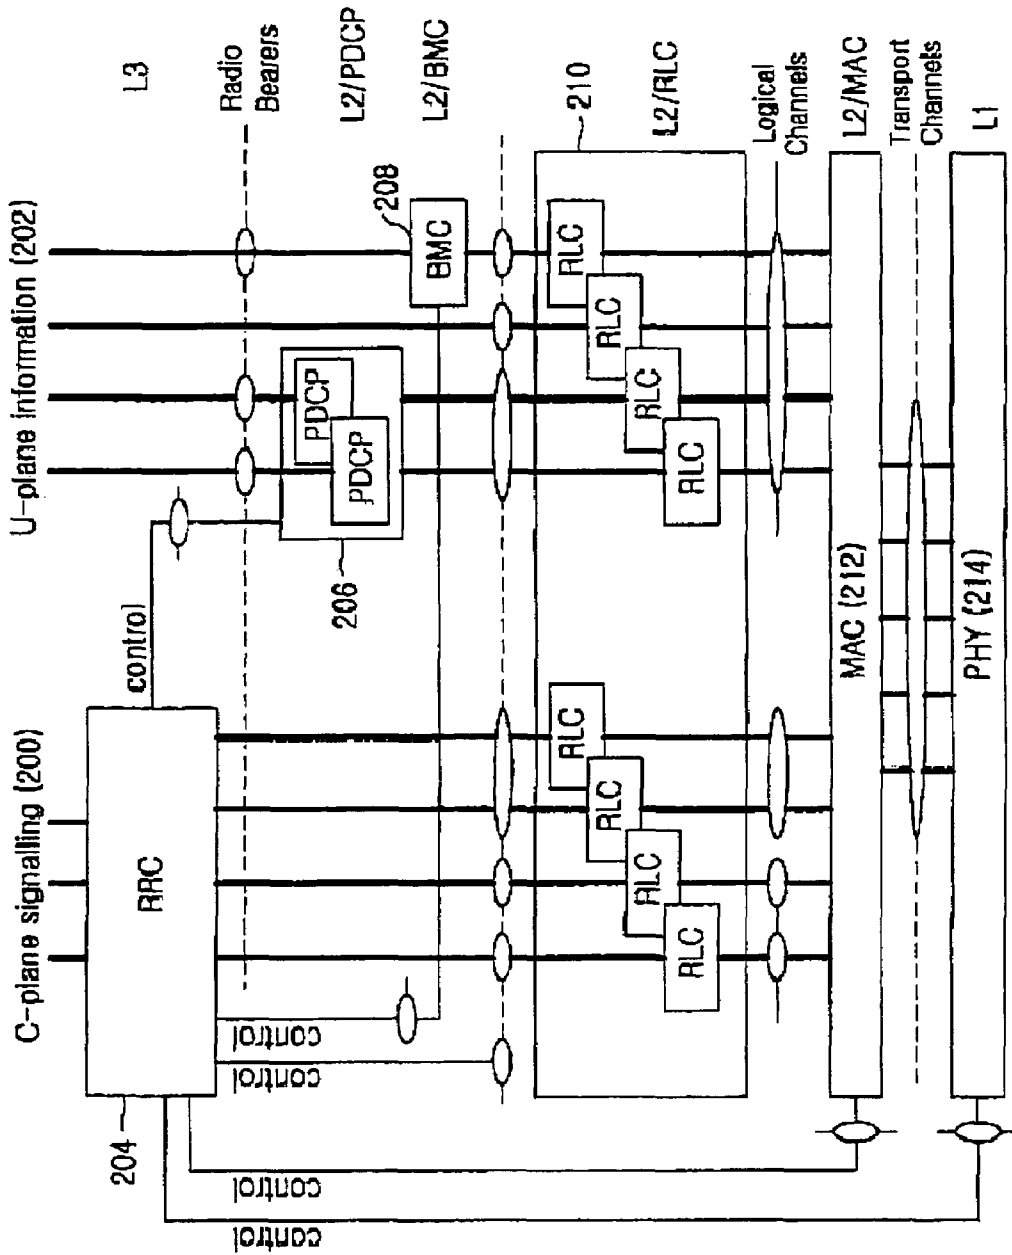 C-plane signalling (200)
U-plane information (202)
L3
control
RRC
204
Radio
Bearers
206
PDCP
PDCP
L2/PDCP
208
BMC
L2/BMC
control
control
control
control
210
RLC
RLC
RLC
RLC
RLC
RLC
RLC
RLC
L2/RLC
Logical
Channels
MAC (212)
L2/MAC
Transport
Channels
PHY (214)
L1